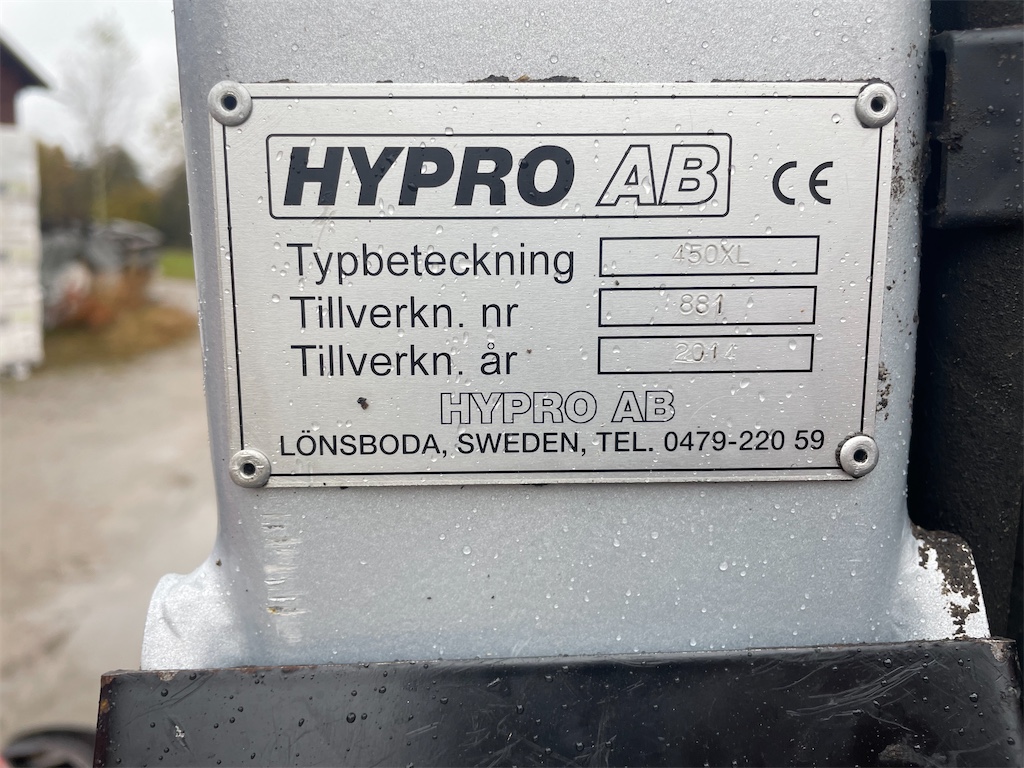 HYPRO AB CE
Typbeteckning 450XL
Tillverkn. nr 881
Tillverkn. år 2014
HYPRO AB
LÖNSBODA, SWEDEN, TEL. 0479-220 59